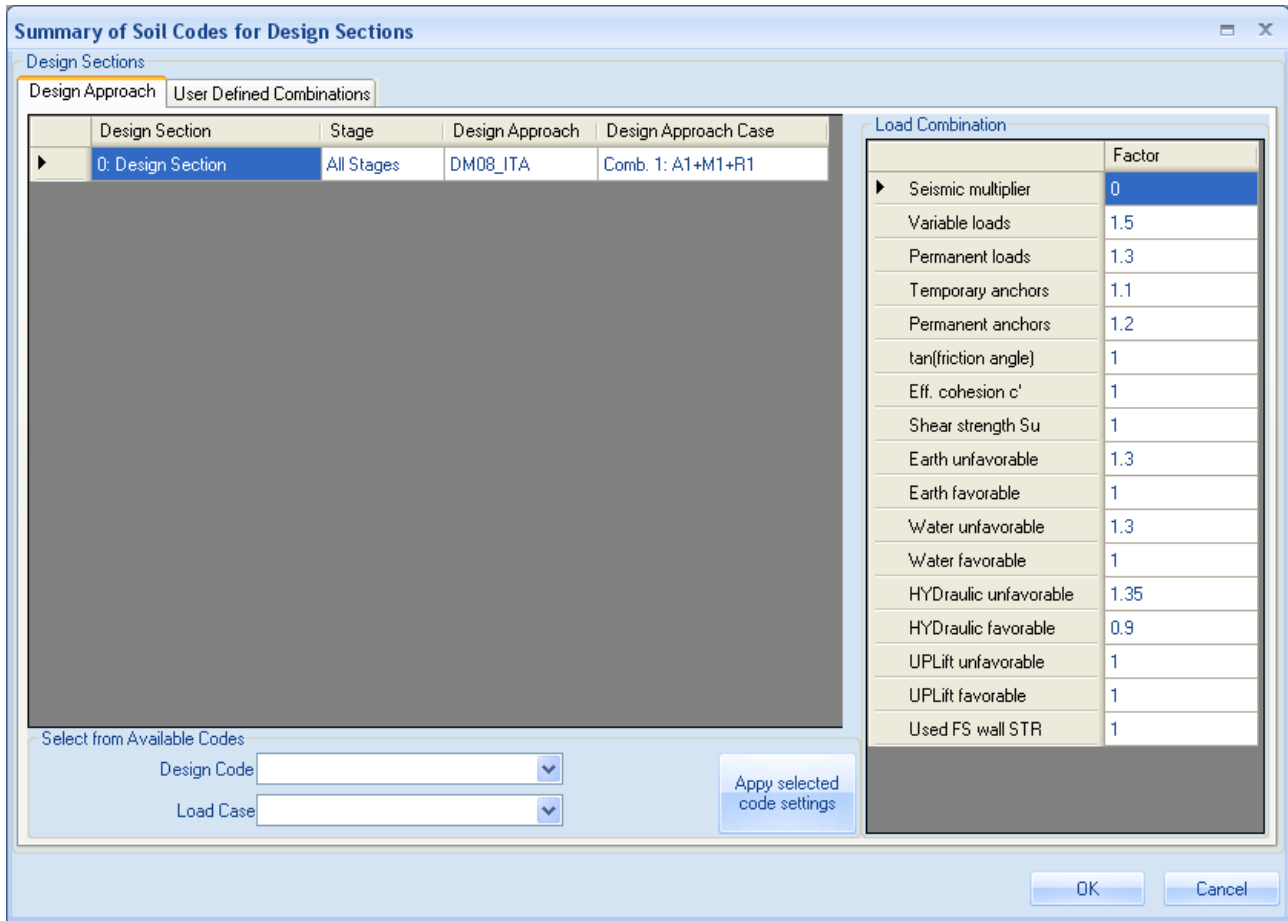 Summary of Soil Codes for Design Sections
Design Sections
Design Approach User Defined Combinations
Design Section Stage Design Approach Design Approach Case
0: Design Section All Stages DM08_ITA Comb. 1: A1+M1+R1
Load Combination
Factor
Seismic multiplier 0
Variable loads 1.5
Permanent loads 1.3
Temporary anchors 1.1
Permanent anchors 1.2
tan(friction angle) 1
Eff. cohesion c' 1
Shear strength Su 1
Earth unfavorable 1.3
Earth favorable 1
Water unfavorable 1.3
Water favorable 1
HYDraulic unfavorable 1.35
HYDraulic favorable 0.9
UPLift unfavorable 1
UPLift favorable 1
Used FS wall STR 1
Select from Available Codes
Design Code
Load Case
Appy selected
code settings
OK Cancel